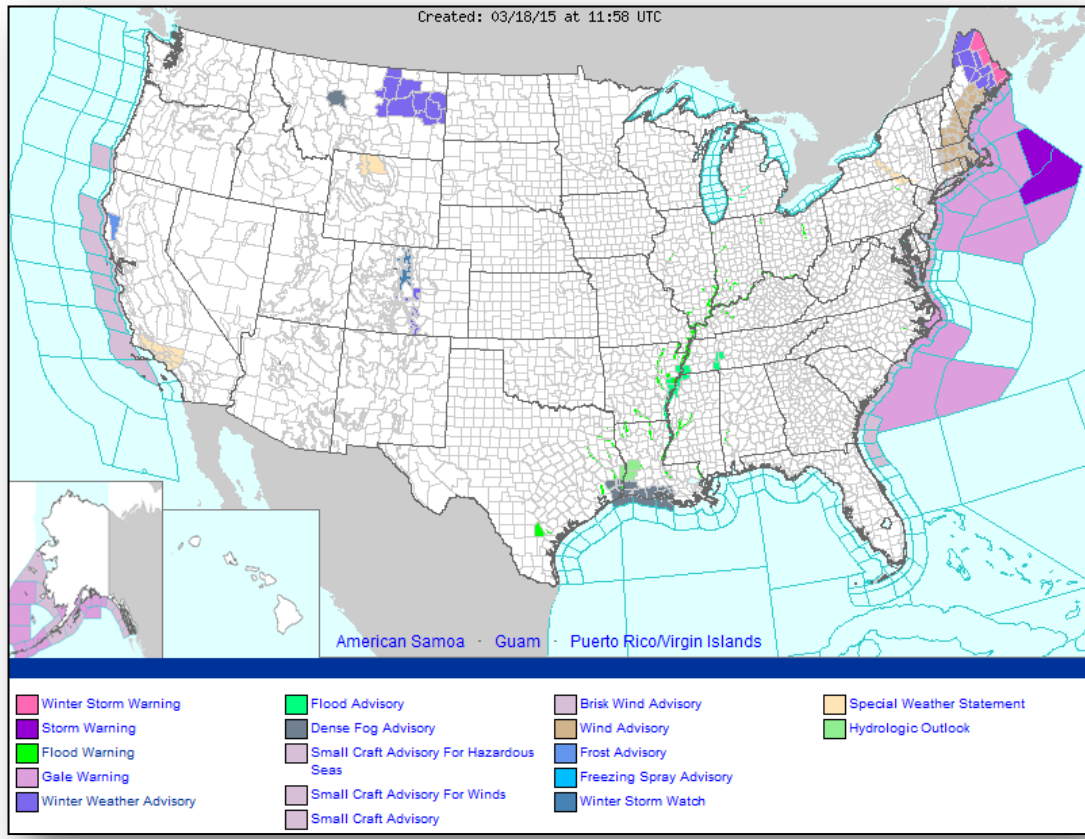 Created: 03/18/15 at 11:58 UTC
American Samoa - Guam - Puerto Rico/Virgin Islands
Winter Storm Warning
Storm Warning
Flood Warning
Gale Warning
Winter Weather Advisory
Flood Advisory
Dense Fog Advisory
Small Craft Advisory For Hazardous
Seas
Small Craft Advisory For Winds
Small Craft Advisory
Brisk Wind Advisory
Wind Advisory
Frost Advisory
Freezing Spray Advisory
Winter Storm Watch
Special Weather Statement
Hydrologic Outlook